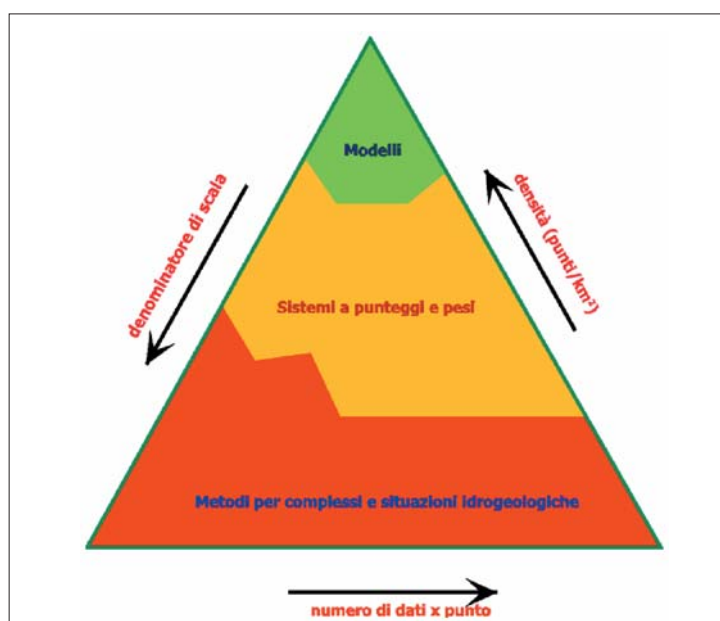 Modelli
denominatore di scala
densità (punti/km²)
Sistemi a punteggi e pesi
Metodi per complessi e situazioni idrogeologiche
numero di dati x punto